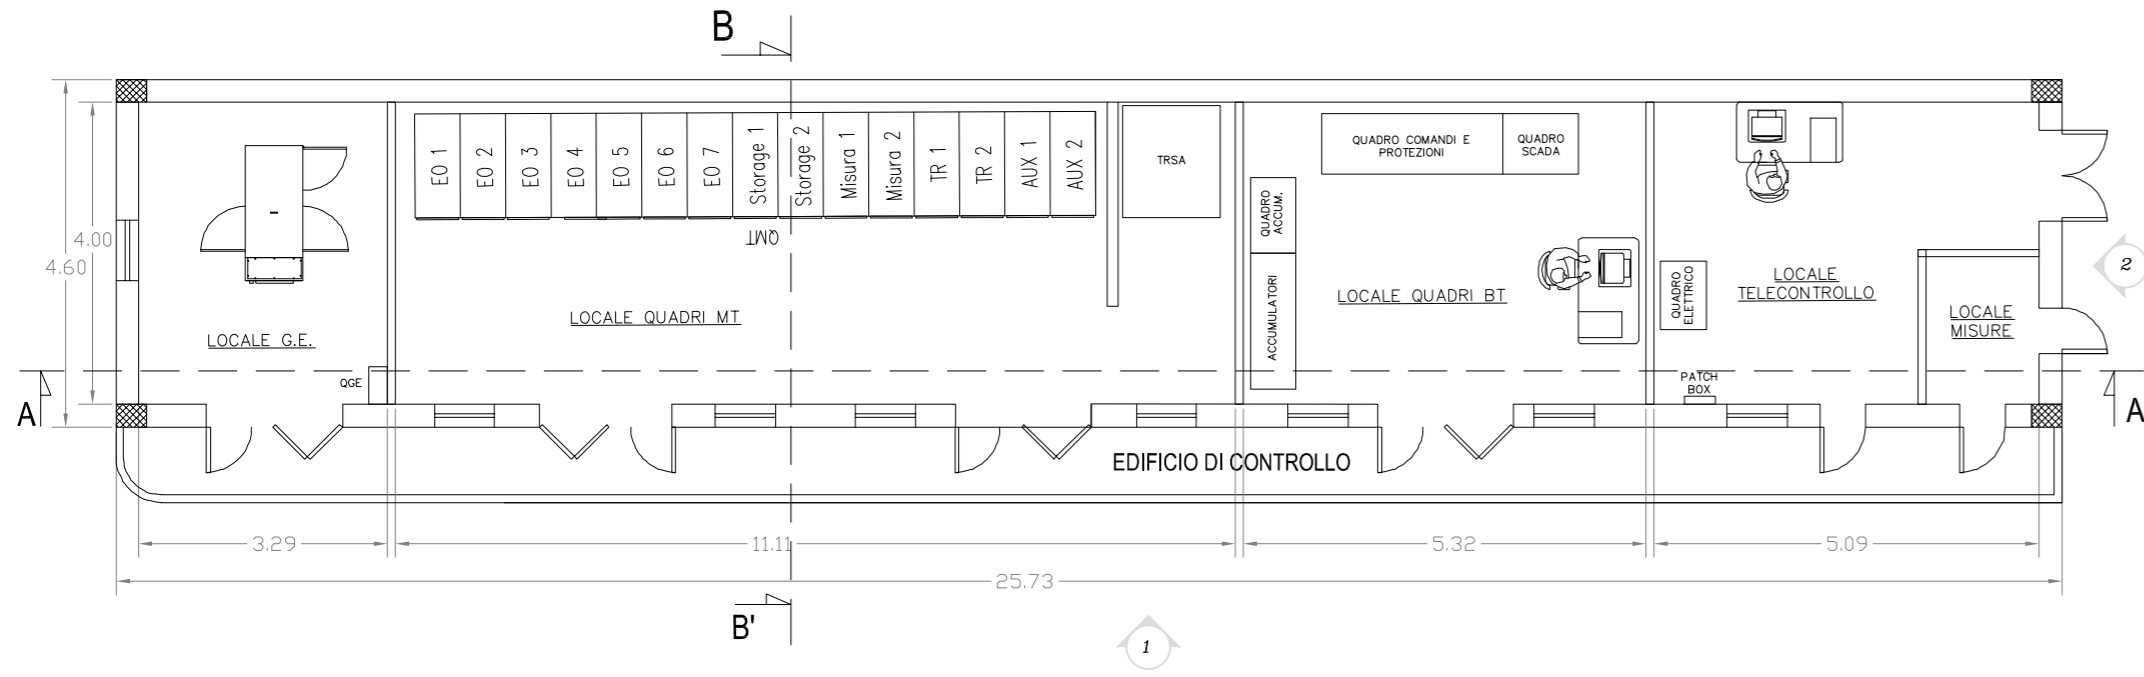 B
EO 1
EO 2
EO 3
EO 4
EO 5
EO 6
EO 7
Storage 1
Storage 2
Misura 1
Misura 2
TR 1
TR 2
AUX 1
AUX 2
TRSA
QUADRO COMANDI E
PROTEZIONI
QUADRO
SCADA
QUADRO
ACCUM.
ACCUMULATORI
QMT
4.00
4.60
LOCALE G.E.
LOCALE QUADRI MT
LOCALE QUADRI BT
QUADRO
ELETTRICO
LOCALE
TELECONTROLLO
LOCALE
MISURE
2
QGE
PATCH
BOX
A
A
EDIFICIO DI CONTROLLO
3.29
11.11
5.32
5.09
25.73
B'
1